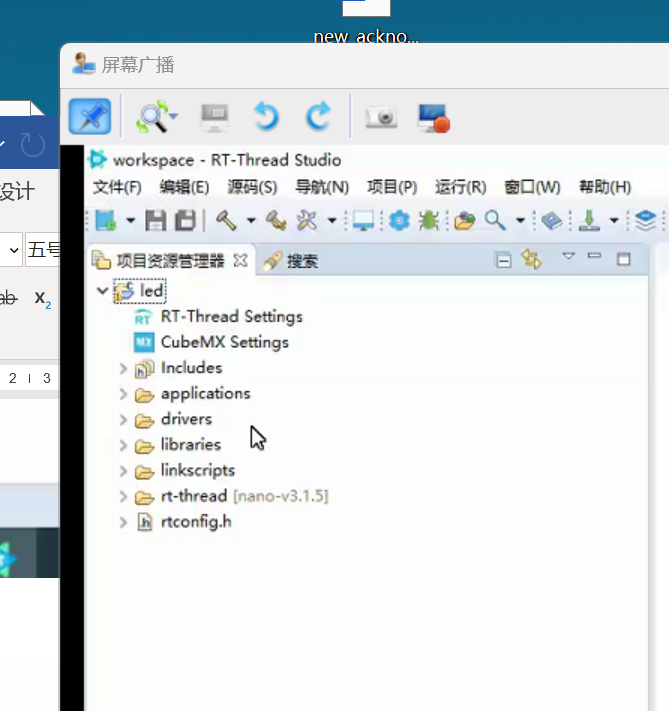 new_ackno...
屏幕广播
workspace - RT-Thread Studio
文件(F) 编辑(E) 源码(S) 导航(N) 项目(P) 运行(R) 窗口(W) 帮助(H)
设计
五号
项目资源管理器 搜索
ab X2
led
RT-Thread Settings
MX CubeMX Settings
Includes
2 3
applications
drivers
libraries
linkscripts
rt-thread [nano-v3.1.5]
rtconfig.h